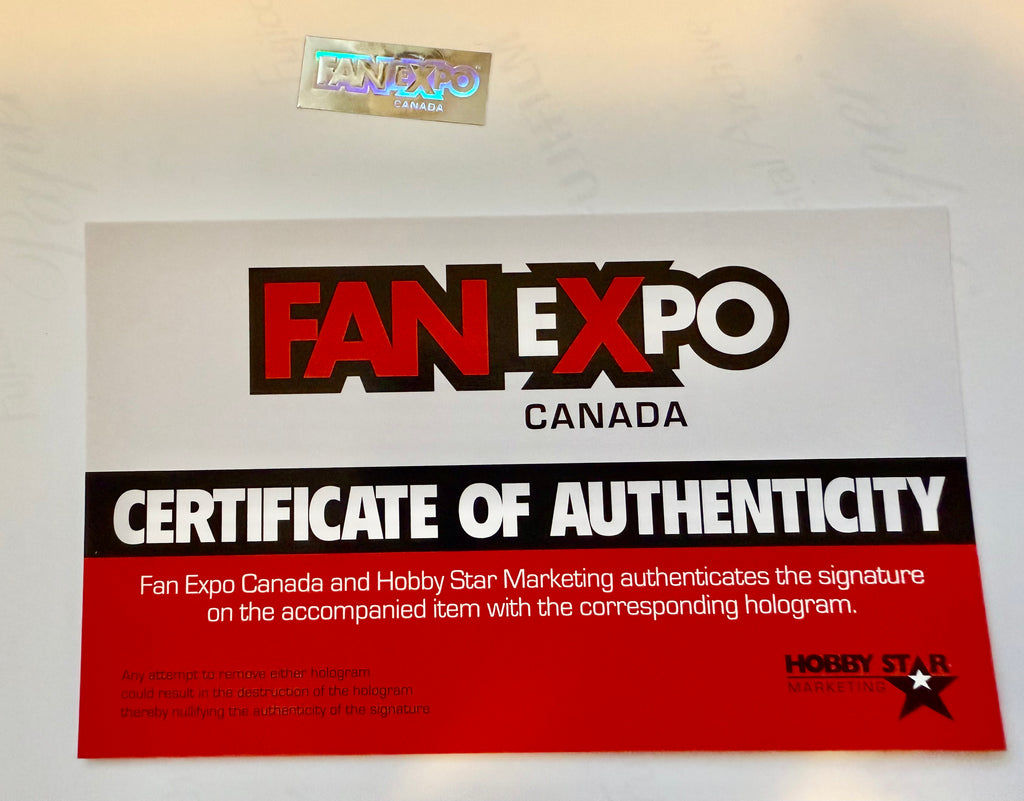 FAN EXPO
CANADA
FAN EXPO
CANADA
CERTIFICATE OF AUTHENTICITY
Fan Expo Canada and Hobby Star Marketing authenticates the signature
on the accompanied item with the corresponding hologram.
Any attempt to remove either hologram
could result in the destruction of the hologram
thereby nullifying the authenticity of the signature
HOBBY STAR
MARKETING